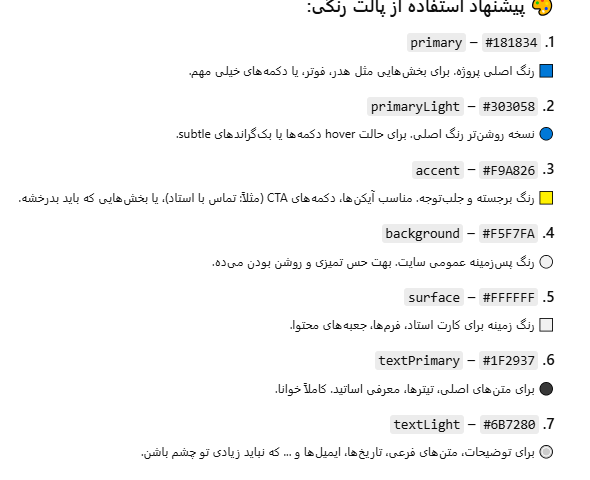 🎨 پیشنهاد استفاده از پالت رنگی:
1. #181834 – primary
🟦 رنگ اصلی پروژه. برای بخش‌هایی مثل هدر، فوتر، یا دکمه‌های خیلی مهم.
2. #303058 – primaryLight
🔵 نسخه روشن‌تر رنگ اصلی. برای حالت hover دکمه‌ها یا بک‌گراندهای subtle.
3. #F9A826 – accent
🟨 رنگ برجسته و جلب‌توجه. مناسب آیکن‌ها، دکمه‌های CTA (مثلاً: تماس با استاد)، یا بخش‌هایی که باید بدرخشه.
4. #F5F7FA – background
⚪ رنگ پس‌زمینه عمومی سایت. بهت حس تمیزی و روشن بودن می‌ده.
5. #FFFFFF – surface
⬜ رنگ زمینه برای کارت استاد، فرم‌ها، جعبه‌های محتوا.
6. #1F2937 – textPrimary
⚫ برای متن‌های اصلی، تیترها، معرفی اساتید. کاملاً خوانا.
7. #6B7280 – textLight
🔘 برای توضیحات، متن‌های فرعی، تاریخ‌ها، ایمیل‌ها و ... که نباید زیادی تو چشم باشن.